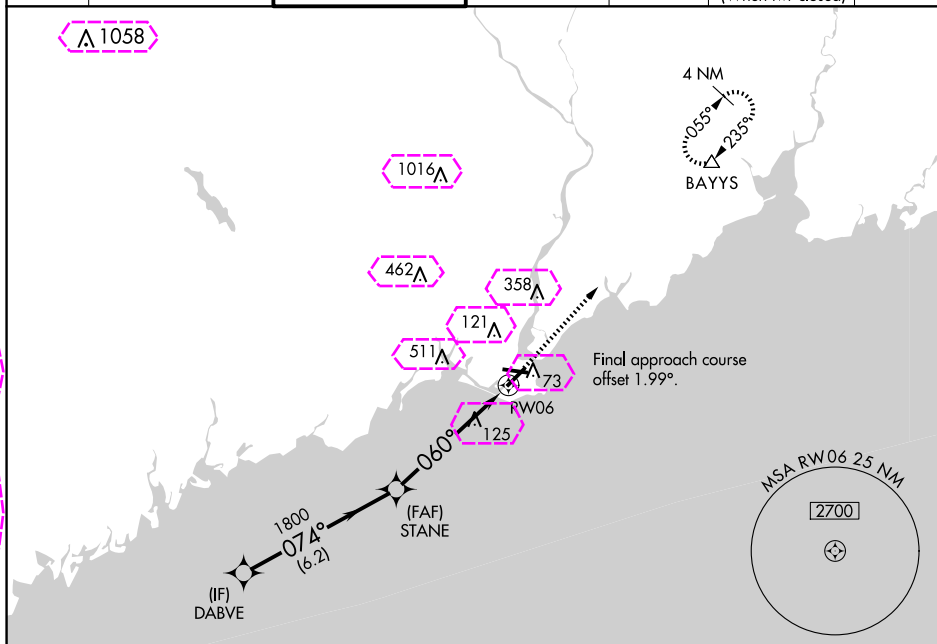 1058
4 NM
055°
235°
BAYYS
1016
462
358
121
511
Final approach course
offset 1.99°.
73
RW06
125
060°
MSA RW06 25 NM
2700
(FAF)
STANE
1800
074°
(6.2)
(IF)
DABVE